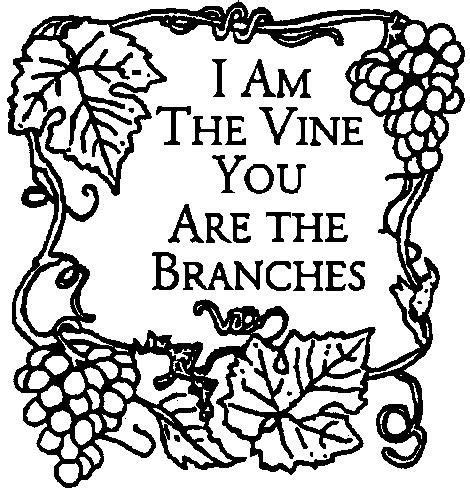 I Am
The Vine
You
Are the
Branches